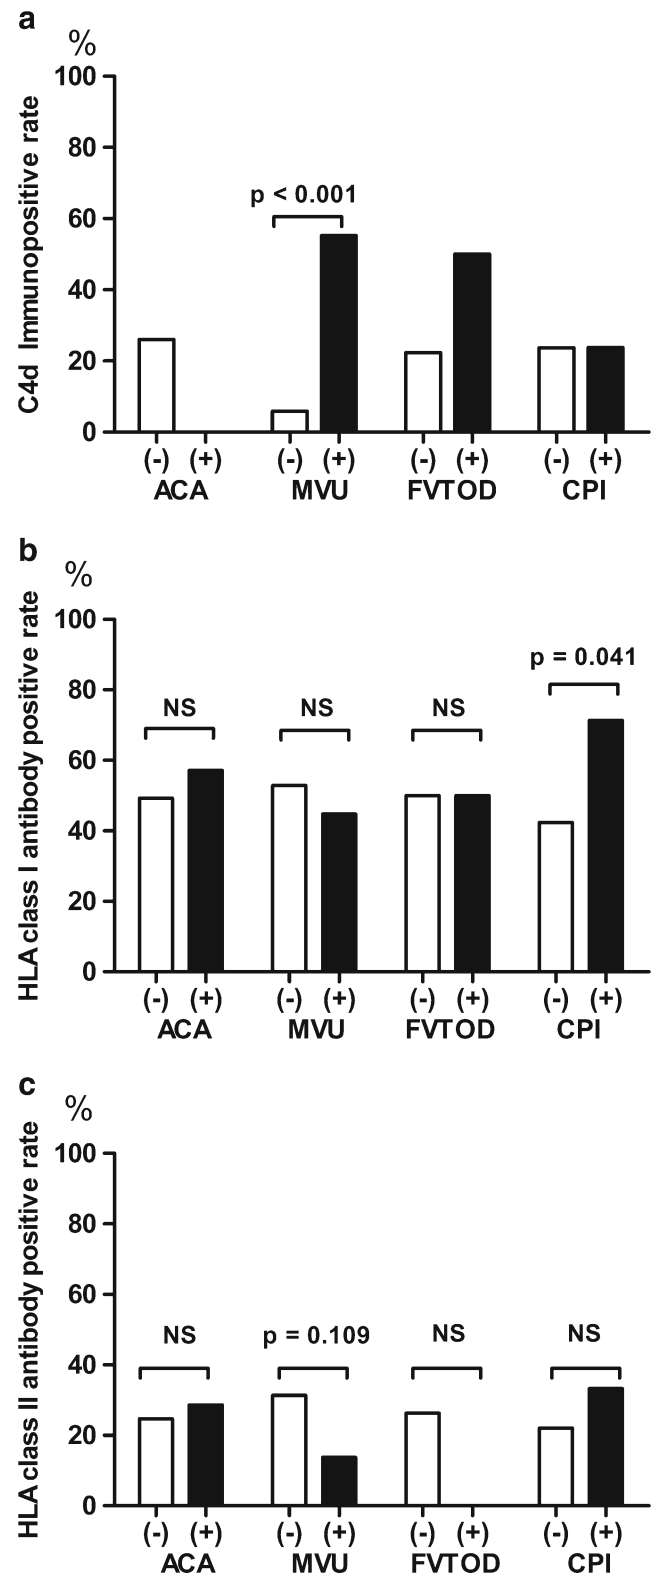 a
%
C4d Immunopositive rate
100
80
60
40
20
0
p < 0.001
(-) (+) (-) (+) (-) (+) (-) (+)
ACA MVU FVTOD CPI
b
%
HLA class I antibody positive rate
100
80
60
40
20
0
NS NS NS p = 0.041
(-) (+) (-) (+) (-) (+) (-) (+)
ACA MVU FVTOD CPI
c
%
HLA class II antibody positive rate
100
80
60
40
20
0
NS p = 0.109 NS NS
(-) (+) (-) (+) (-) (+) (-) (+)
ACA MVU FVTOD CPI